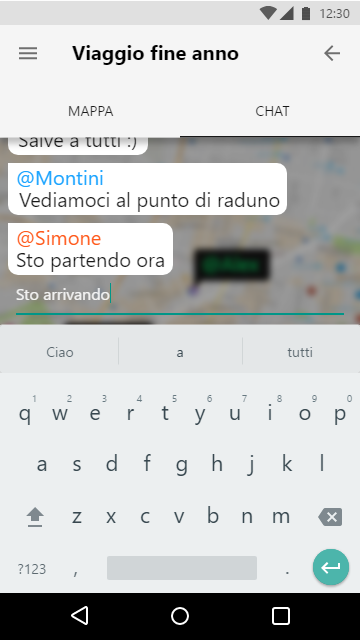 12:30
Viaggio fine anno
MAPPA CHAT
Salve a tutti :)
@Montini
Vediamoci al punto di raduno
@Simone
Sto partendo ora
@Alex
Sto arrivando
Ciao a tutti
1 2 3 4 5 6 7 8 9 0
q w e r t y u i o p
a s d f g h j k l
z x c v b n m
?123 , .